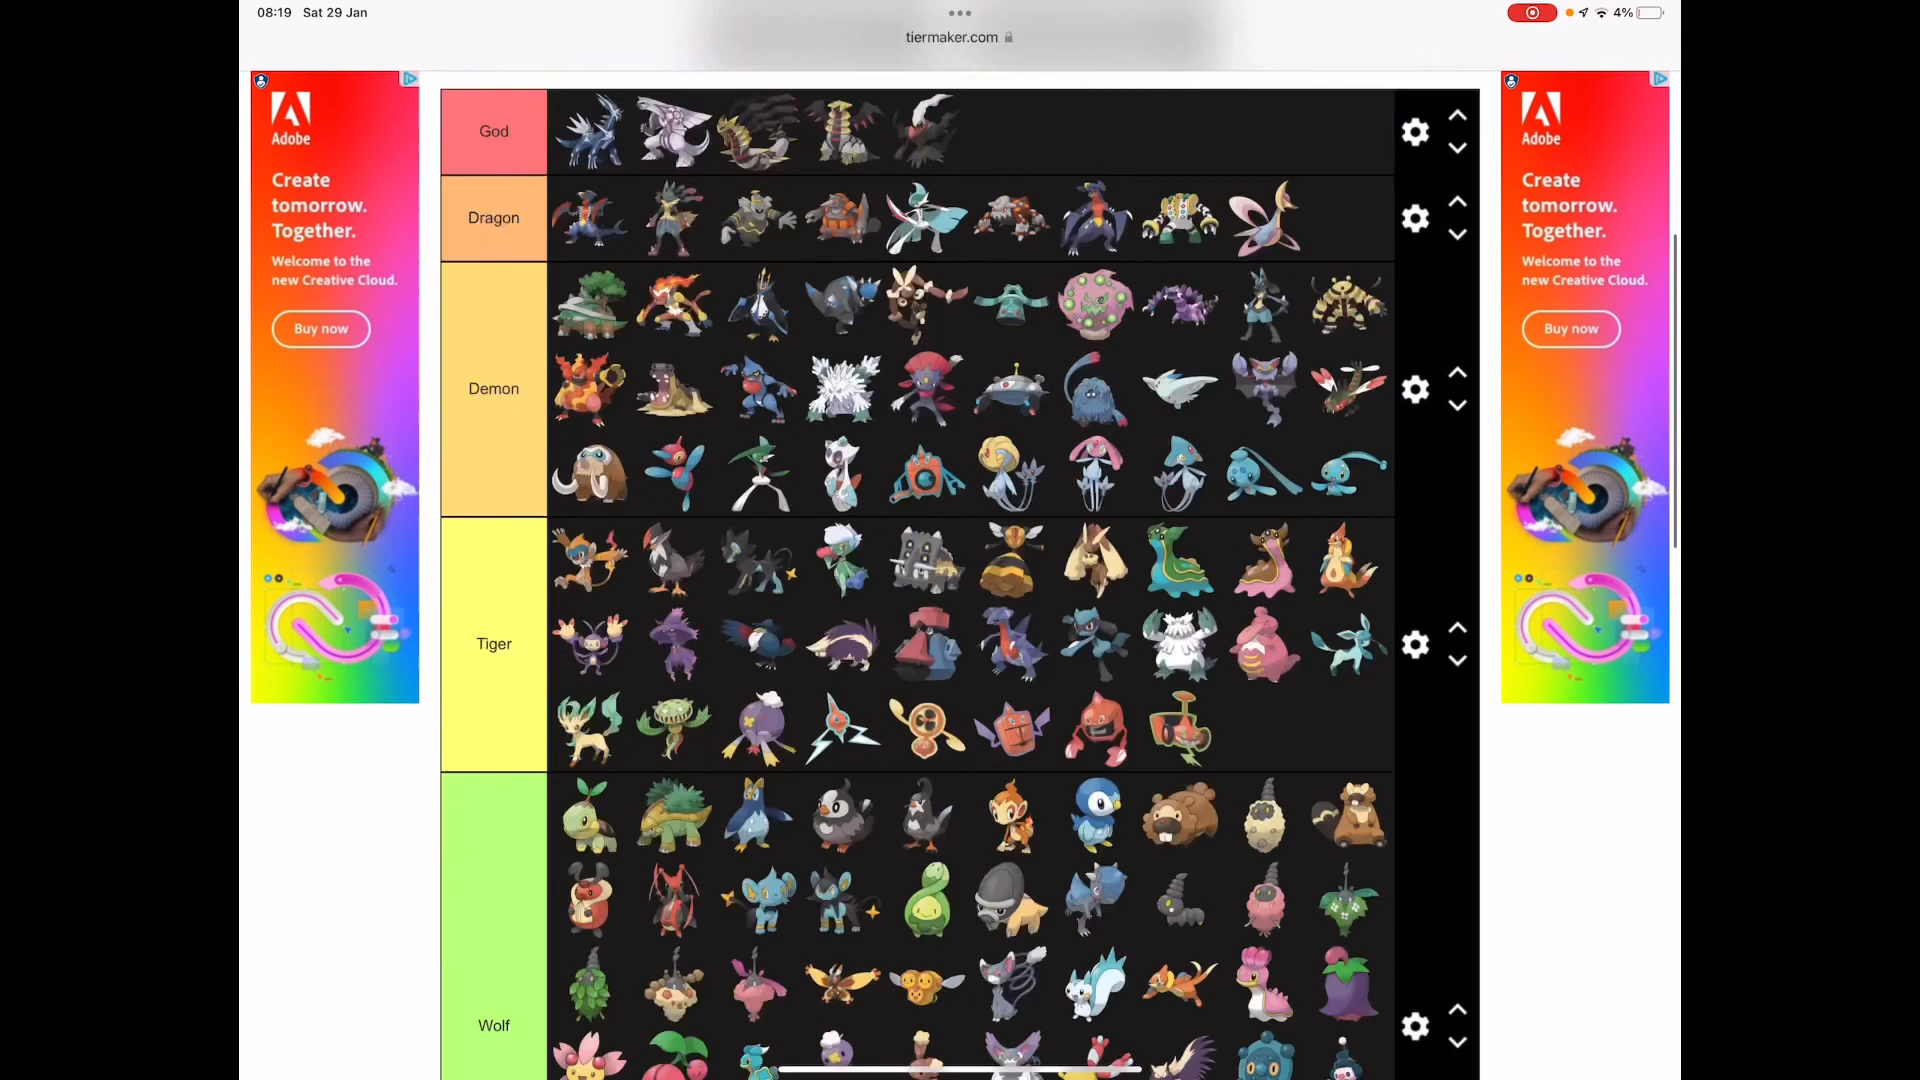 08:19 Sat 29 Jan
4%
tiermaker.com
Adobe
Create
tomorrow.
Together.
Welcome to the
new Creative Cloud.
Buy now
God
Dragon
Demon
Tiger
Wolf
Adobe
Create
tomorrow.
Together.
Welcome to the
new Creative Cloud.
Buy now